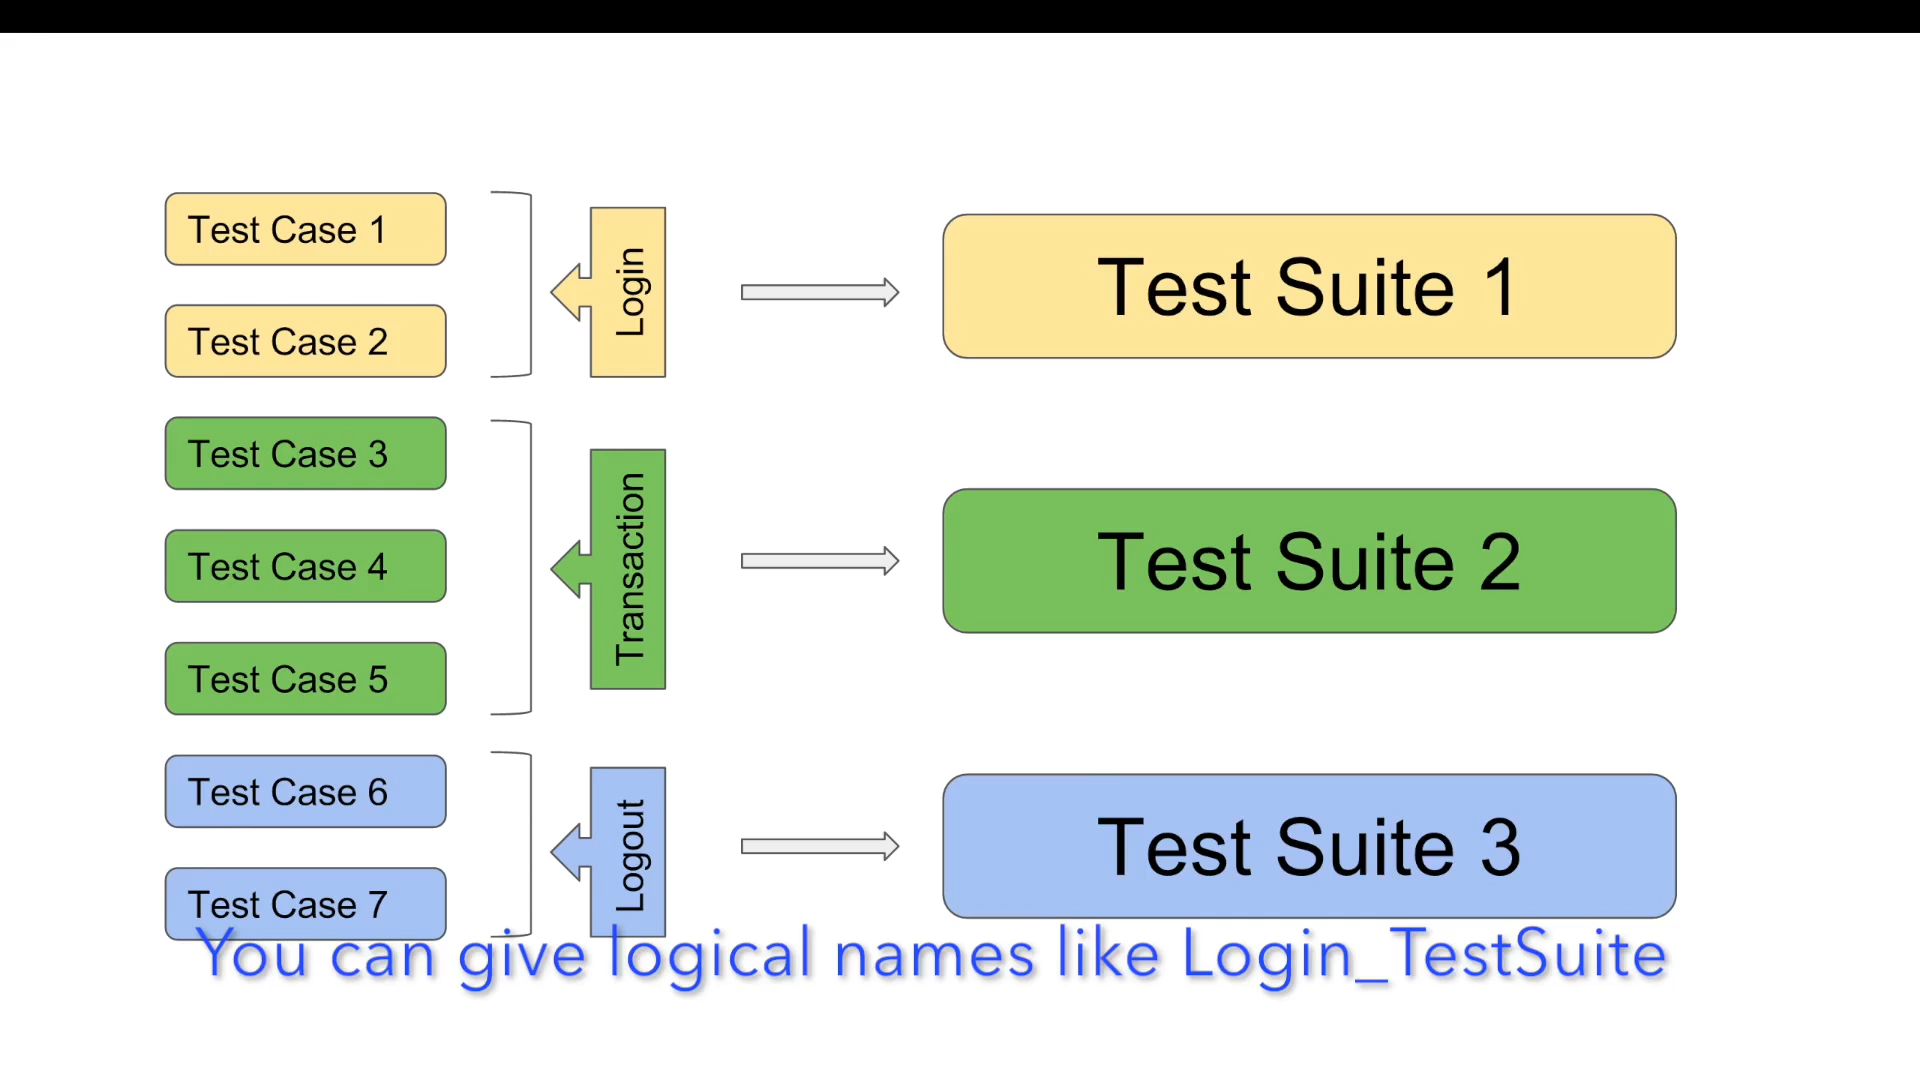 Test Case 1
Test Case 2
Login
Test Suite 1
Test Case 3
Test Case 4
Test Case 5
Transaction
Test Suite 2
Test Case 6
Test Case 7
Logout
Test Suite 3
You can give logical names like Login_TestSuite